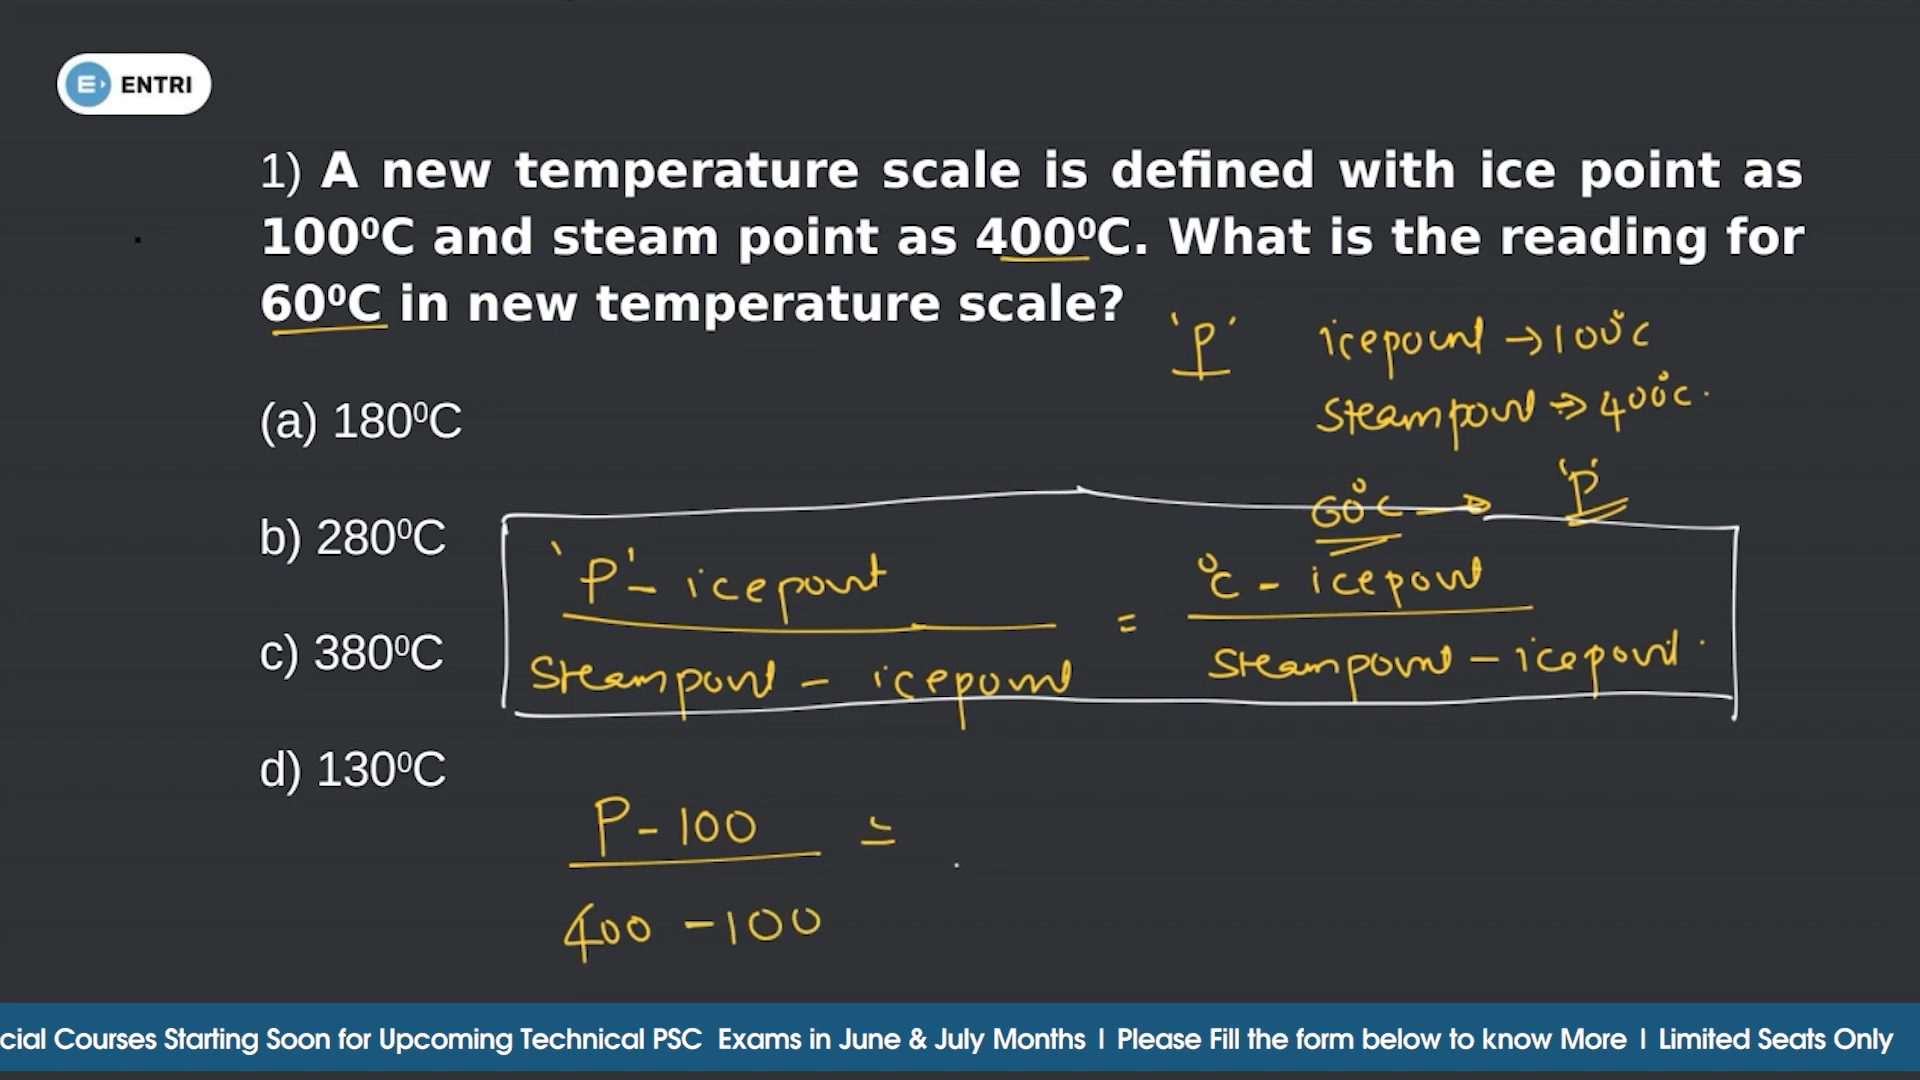 ENTRI
1) A new temperature scale is defined with ice point as
100⁰C and steam point as 400⁰C. What is the reading for
60⁰C in new temperature scale?
'P' icepoint → 100°C
Steampoint → 400°C.
(a) 180⁰C
60°C → 'P'
b) 280⁰C
'P' - icepoint = °C - icepoint
c) 380⁰C
Steampoint - icepoint Steampoint - icepoint.
d) 130⁰C
P - 100 =
400 - 100
cial Courses Starting Soon for Upcoming Technical PSC Exams in June & July Months | Please Fill the form below to know More | Limited Seats Only